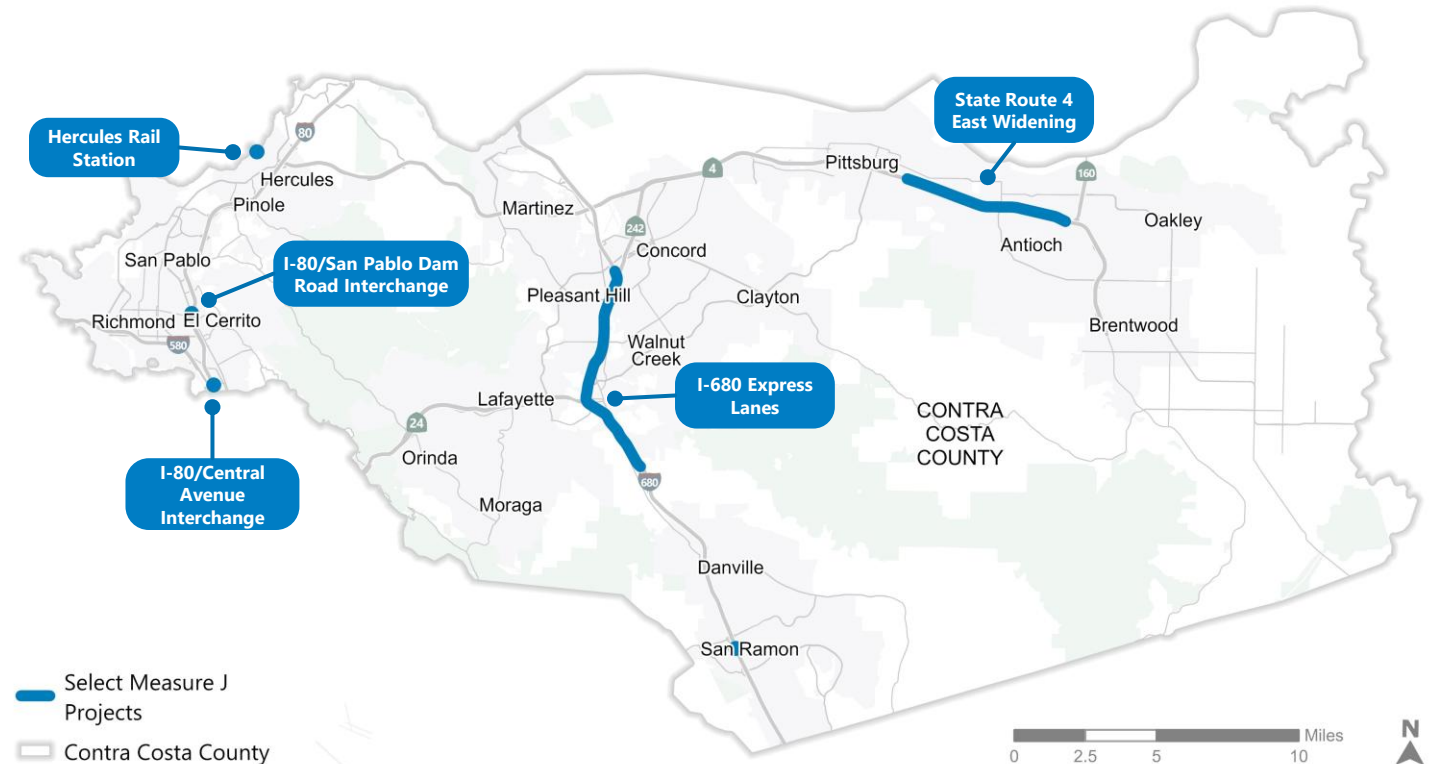 Hercules Rail
Station
80
State Route 4
East Widening
Hercules
Pinole
4
Pittsburg
160
Martinez
242
Concord
Oakley
Antioch
San Pablo
I-80/San Pablo Dam
Road Interchange
Pleasant Hill
Clayton
Richmond
El Cerrito
580
Brentwood
Walnut
Creek
I-680 Express
Lanes
Lafayette
24
Orinda
CONTRA
COSTA
COUNTY
I-80/Central
Avenue
Interchange
680
Moraga
Danville
San Ramon
Select Measure J
Projects
Contra Costa County
Miles
0 2.5 5 10
N